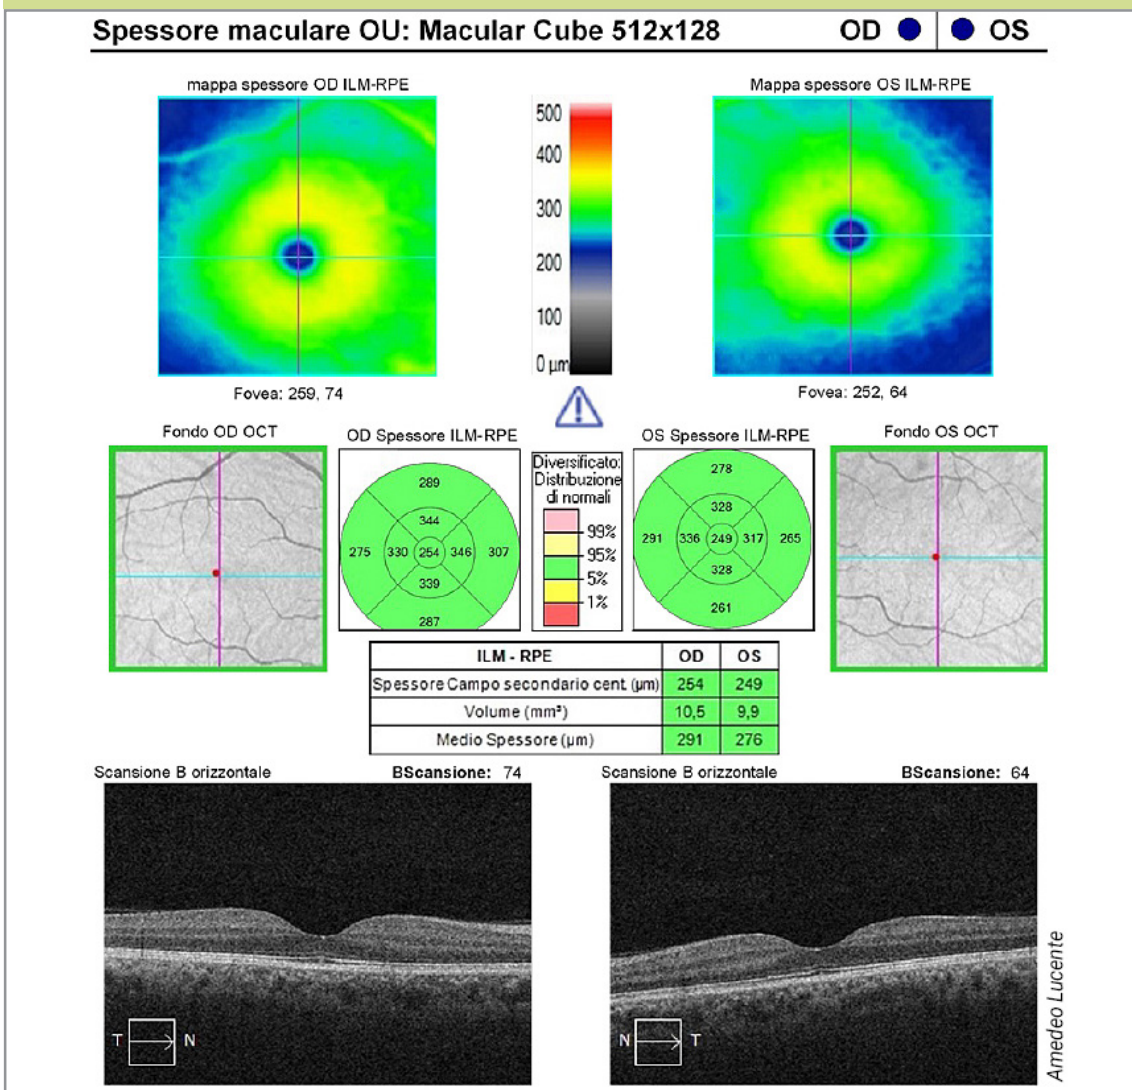 Spessore maculare OU: Macular Cube 512x128 OD OS
mappa spessore OD ILM-RPE
Mappa spessore OS ILM-RPE
500
400
300
200
100
0 µm
Fovea: 259, 74
Fovea: 252, 64
Fondo OD OCT
OD Spessore ILM-RPE
OS Spessore ILM-RPE
Fondo OS OCT
289
344
275 330 254 346 307
339
287
Diversificato:
Distribuzione
di normali
99%
95%
5%
1%
278
328
291 336 249 317 265
328
261
ILM - RPE OD OS
Spessore Campo secondario cent. (µm) 254 249
Volume (mm³) 10,5 9,9
Medio Spessore (µm) 291 276
Scansione B orizzontale BScansione: 74
Scansione B orizzontale BScansione: 64
T N
N T
Amedeo Lucente